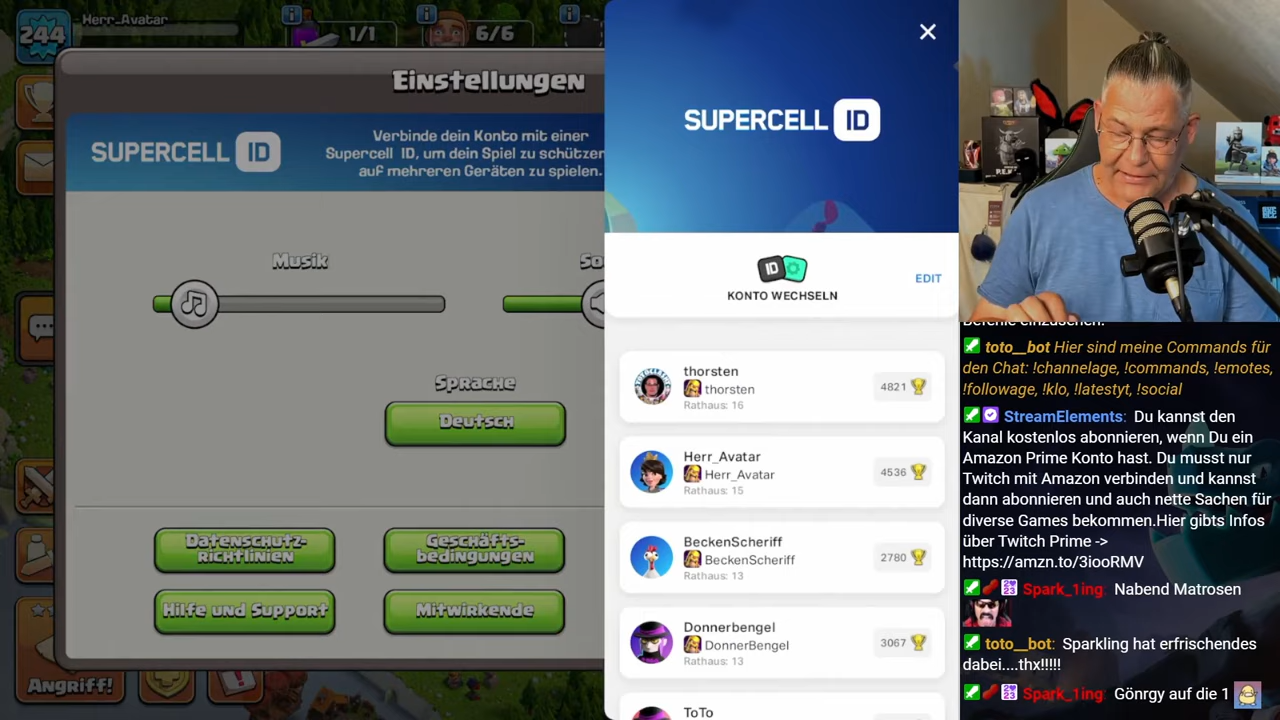 244
Herr_Avatar
1/1
6/6
Einstellungen
SUPERCELL ID
Verbinde dein Konto mit einer
Supercell ID, um dein Spiel zu schützen
auf mehreren Geräten zu spielen.
Musik
So
Sprache
Deutsch
Datenschutz-
richtlinien
Geschäfts-
bedingungen
Hilfe und Support
Mitwirkende
Angriff!
SUPERCELL ID
ID
KONTO WECHSELN
EDIT
thorsten
thorsten
Rathaus: 16
4821
Herr_Avatar
Herr_Avatar
Rathaus: 15
4536
BeckenScheriff
BeckenScheriff
Rathaus: 13
2780
Donnerbengel
DonnerBengel
Rathaus: 13
3067
ToTo
toto__bot Hier sind meine Commands für
den Chat: !channelage, !commands, !emotes,
!followage, !klo, !latestyt, !social
StreamElements: Du kannst den
Kanal kostenlos abonnieren, wenn Du ein
Amazon Prime Konto hast. Du musst nur
Twitch mit Amazon verbinden und kannst
dann abonnieren und auch nette Sachen für
diverse Games bekommen.Hier gibts Infos
über Twitch Prime ->
https://amzn.to/3iooRMV
Spark_1ing: Nabend Matrosen
toto__bot: Sparkling hat erfrischendes
dabei....thx!!!!!
Spark_1ing: Gönrgy auf die 1